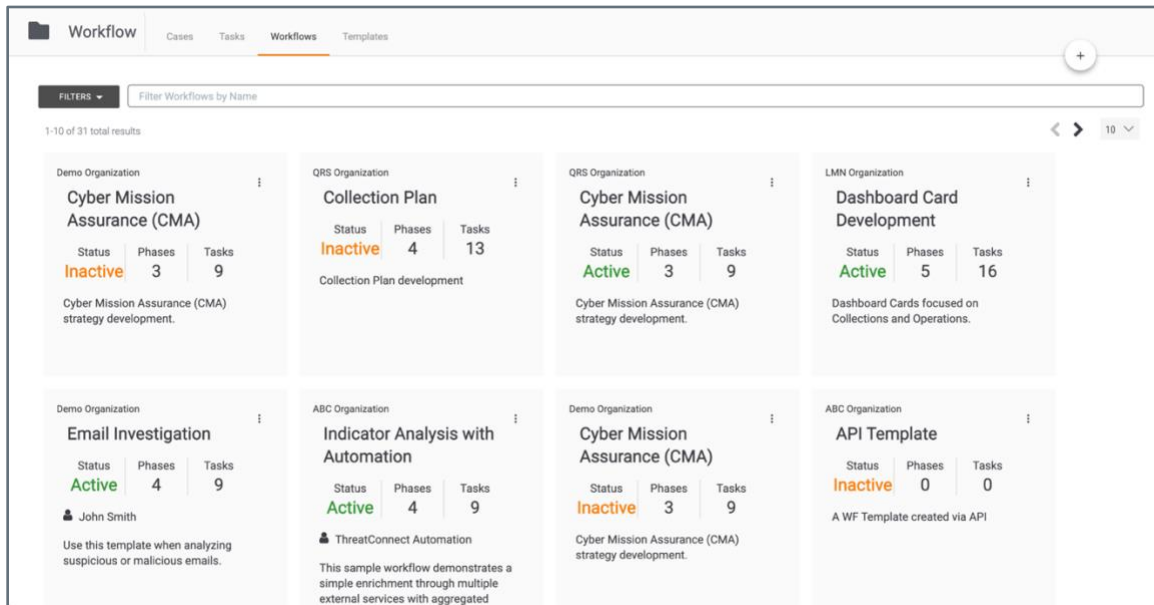 Workflow
Cases Tasks Workflows Templates
+
FILTERS
Filter Workflows by Name
1-10 of 31 total results
10
Demo Organization
Cyber Mission
Assurance (CMA)
Status Phases Tasks
Inactive 3 9
Cyber Mission Assurance (CMA)
strategy development.
QRS Organization
Collection Plan
Status Phases Tasks
Inactive 4 13
Collection Plan development
QRS Organization
Cyber Mission
Assurance (CMA)
Status Phases Tasks
Active 3 9
Cyber Mission Assurance (CMA)
strategy development.
LMN Organization
Dashboard Card
Development
Status Phases Tasks
Active 5 16
Dashboard Cards focused on
Collections and Operations.
Demo Organization
Email Investigation
Status Phases Tasks
Active 4 9
John Smith
Use this template when analyzing
suspicious or malicious emails.
ABC Organization
Indicator Analysis with
Automation
Status Phases Tasks
Active 4 9
ThreatConnect Automation
This sample workflow demonstrates a
simple enrichment through multiple
external services with aggregated
Demo Organization
Cyber Mission
Assurance (CMA)
Status Phases Tasks
Inactive 3 9
Cyber Mission Assurance (CMA)
strategy development.
ABC Organization
API Template
Status Phases Tasks
Inactive 0 0
A WF Template created via API